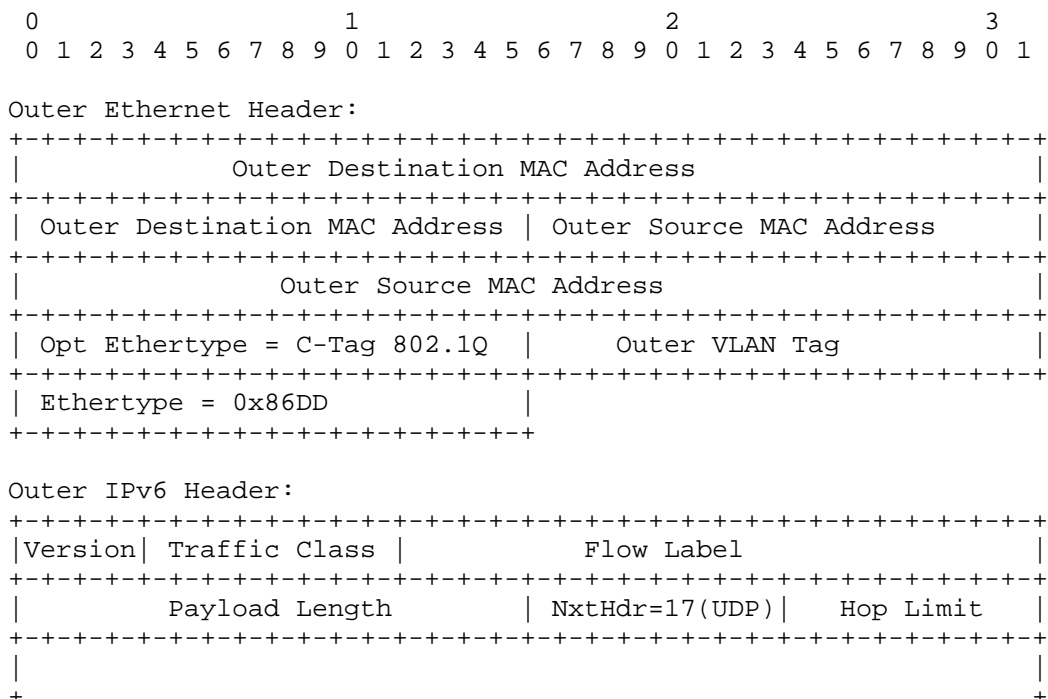 0                   1                   2                   3
 0 1 2 3 4 5 6 7 8 9 0 1 2 3 4 5 6 7 8 9 0 1 2 3 4 5 6 7 8 9 0 1

Outer Ethernet Header:
+-+-+-+-+-+-+-+-+-+-+-+-+-+-+-+-+-+-+-+-+-+-+-+-+-+-+-+-+-+-+-+-+
|             Outer Destination MAC Address                     |
+-+-+-+-+-+-+-+-+-+-+-+-+-+-+-+-+-+-+-+-+-+-+-+-+-+-+-+-+-+-+-+-+
| Outer Destination MAC Address | Outer Source MAC Address      |
+-+-+-+-+-+-+-+-+-+-+-+-+-+-+-+-+-+-+-+-+-+-+-+-+-+-+-+-+-+-+-+-+
|                Outer Source MAC Address                       |
+-+-+-+-+-+-+-+-+-+-+-+-+-+-+-+-+-+-+-+-+-+-+-+-+-+-+-+-+-+-+-+-+
| Opt Ethertype = C-Tag 802.1Q  |     Outer VLAN Tag            |
+-+-+-+-+-+-+-+-+-+-+-+-+-+-+-+-+-+-+-+-+-+-+-+-+-+-+-+-+-+-+-+-+
| Ethertype = 0x86DD            |
+-+-+-+-+-+-+-+-+-+-+-+-+-+-+-+-+

Outer IPv6 Header:
+-+-+-+-+-+-+-+-+-+-+-+-+-+-+-+-+-+-+-+-+-+-+-+-+-+-+-+-+-+-+-+-+
|Version| Traffic Class |           Flow Label                  |
+-+-+-+-+-+-+-+-+-+-+-+-+-+-+-+-+-+-+-+-+-+-+-+-+-+-+-+-+-+-+-+-+
|         Payload Length        | NxtHdr=17(UDP)|   Hop Limit   |
+-+-+-+-+-+-+-+-+-+-+-+-+-+-+-+-+-+-+-+-+-+-+-+-+-+-+-+-+-+-+-+-+
|                                                               |
+                                                               +